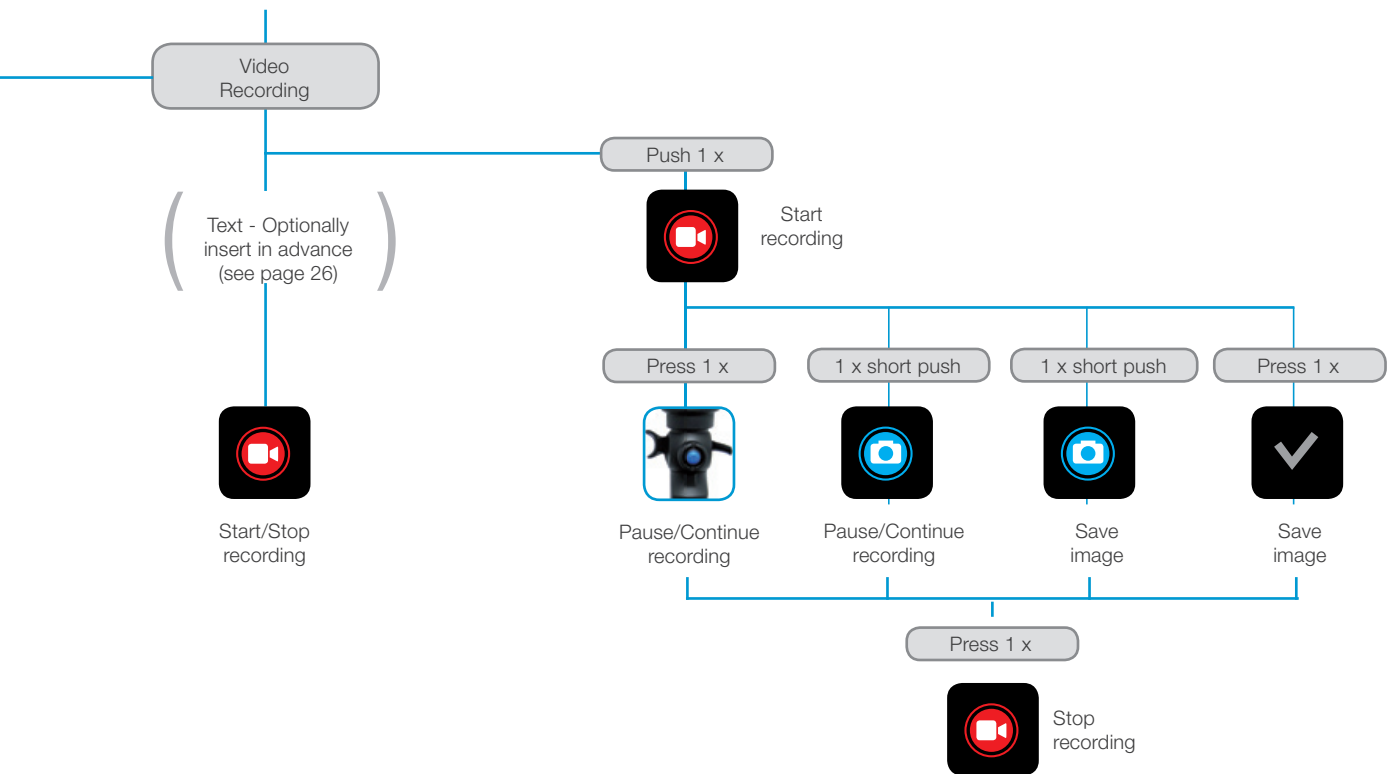 Video
Recording
Push 1 x
Start
recording
Text - Optionally
insert in advance
(see page 26)
Press 1 x
1 x short push
1 x short push
Press 1 x
Start/Stop
recording
Pause/Continue
recording
Pause/Continue
recording
Save
image
Save
image
Press 1 x
Stop
recording